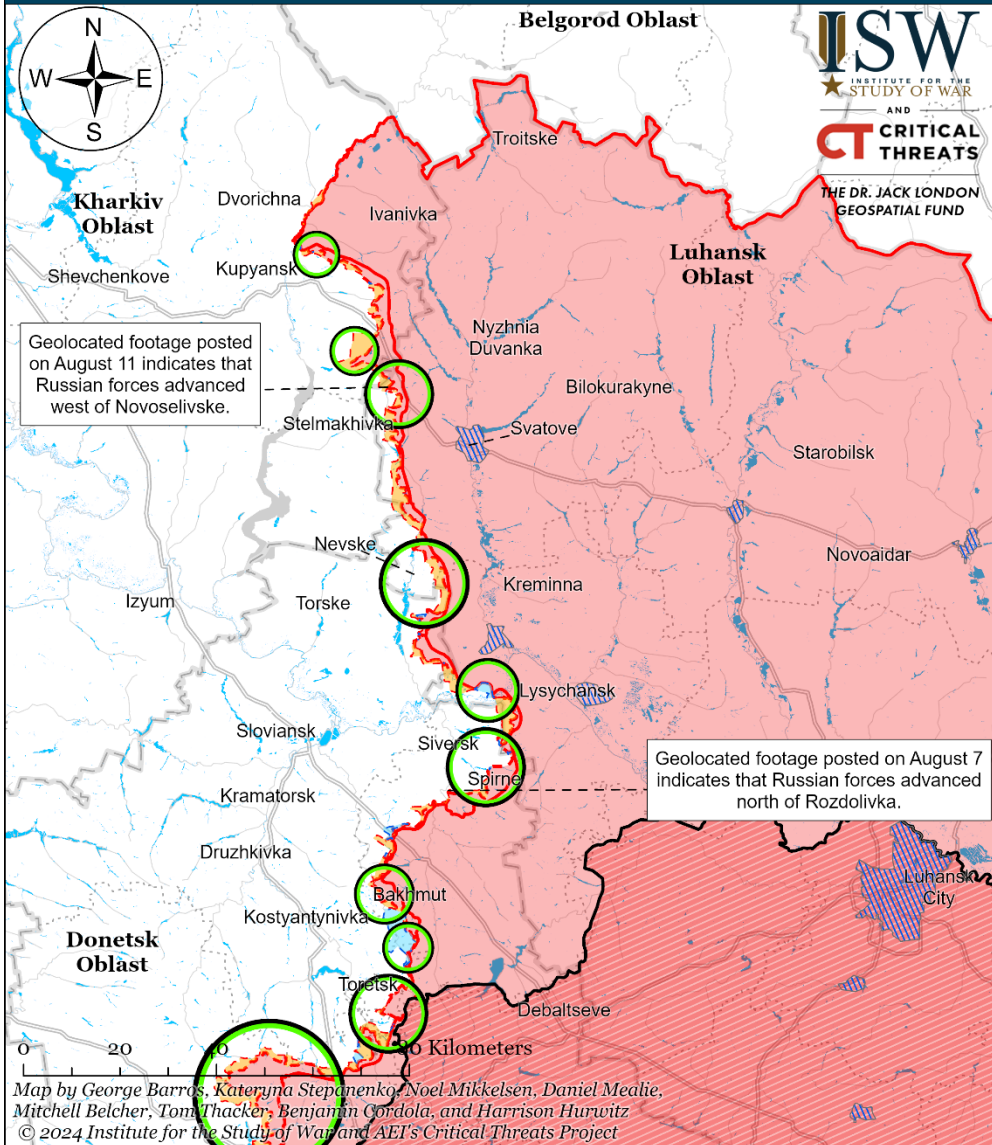 Belgorod Oblast
N
W
E
S
ISW
INSTITUTE FOR THE
STUDY OF WAR
AND
CT CRITICAL
THREATS
THE DR. JACK LONDON
GEOSPATIAL FUND
Troitske
Dvorichna
Kharkiv
Oblast
Ivanivka
Shevchenkove
Kupyansk
Luhansk
Oblast
Geolocated footage posted
on August 11 indicates that
Russian forces advanced
west of Novoselivske.
Nyzhnia
Duvanka
Bilokurakyne
Stelmakhivka
Svatove
Starobilsk
Nevske
Novoaidar
Kreminna
Izyum
Torske
Lysychansk
Sloviansk
Siversk
Spirne
Geolocated footage posted on August 7
indicates that Russian forces advanced
north of Rozdolivka.
Kramatorsk
Druzhkivka
Luhansk
City
Bakhmut
Kostyantynivka
Donetsk
Oblast
Toretsk
Debaltseve
0 20 40 80 Kilometers
Map by George Barros, Kateryna Stepanenko, Noel Mikkelsen, Daniel Mealie,
Mitchell Belcher, Tom Thacker, Benjamin Cordola, and Harrison Hurwitz
© 2024 Institute for the Study of War and AEI's Critical Threats Project